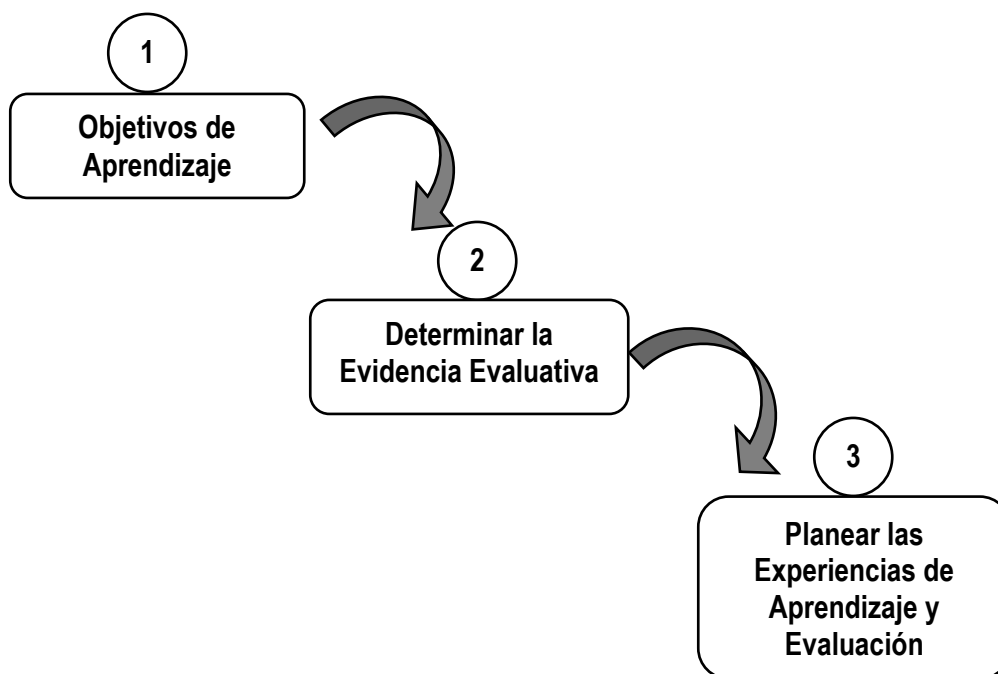 1
Objetivos de
Aprendizaje
2
Determinar la
Evidencia Evaluativa
3
Planear las
Experiencias de
Aprendizaje y
Evaluación